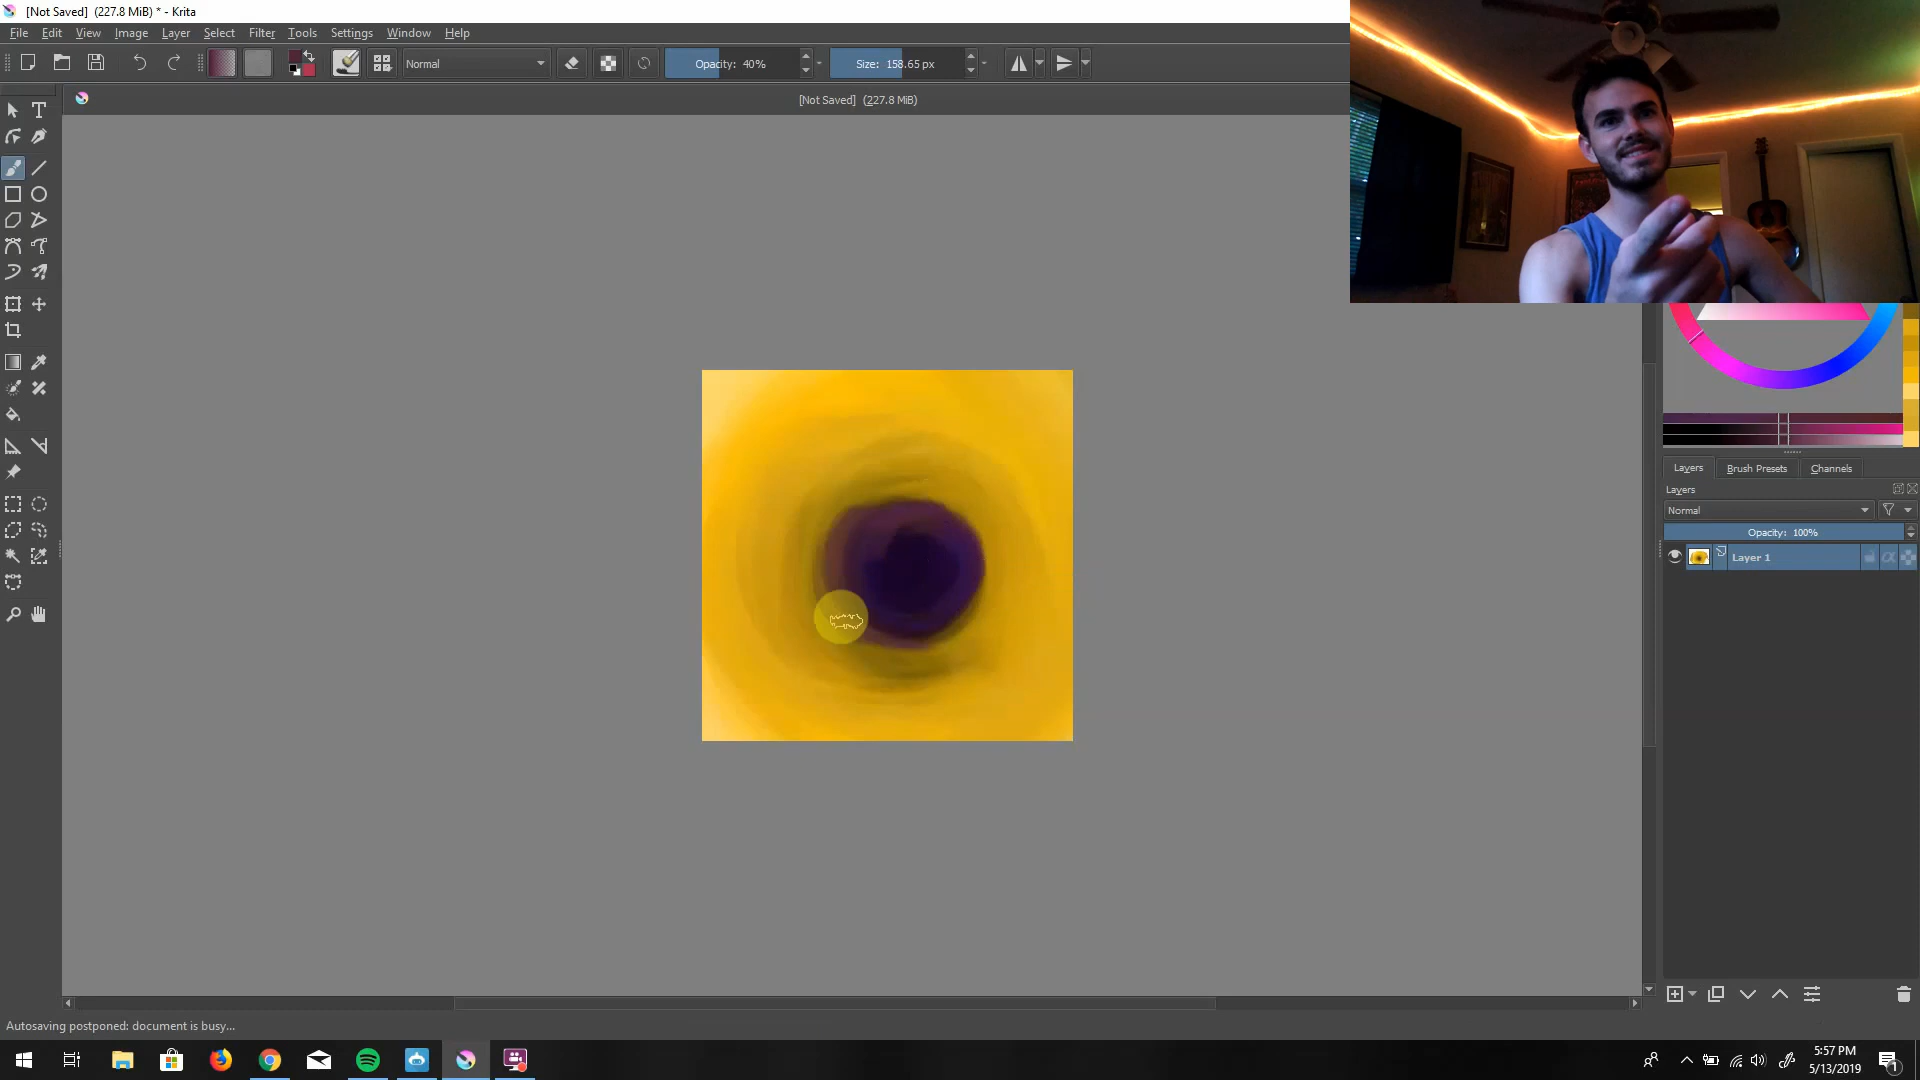 [Not Saved]  (227.8 MiB) * - Krita
File Edit View Image Layer Select Filter Tools Settings Window Help
Normal Opacity: 40% Size: 158.65 px
[Not Saved]  (227.8 MiB)
Layers Brush Presets Channels
Layers
Normal
Opacity: 100%
Layer 1
Autosaving postponed: document is busy...
5:57 PM
5/13/2019
1